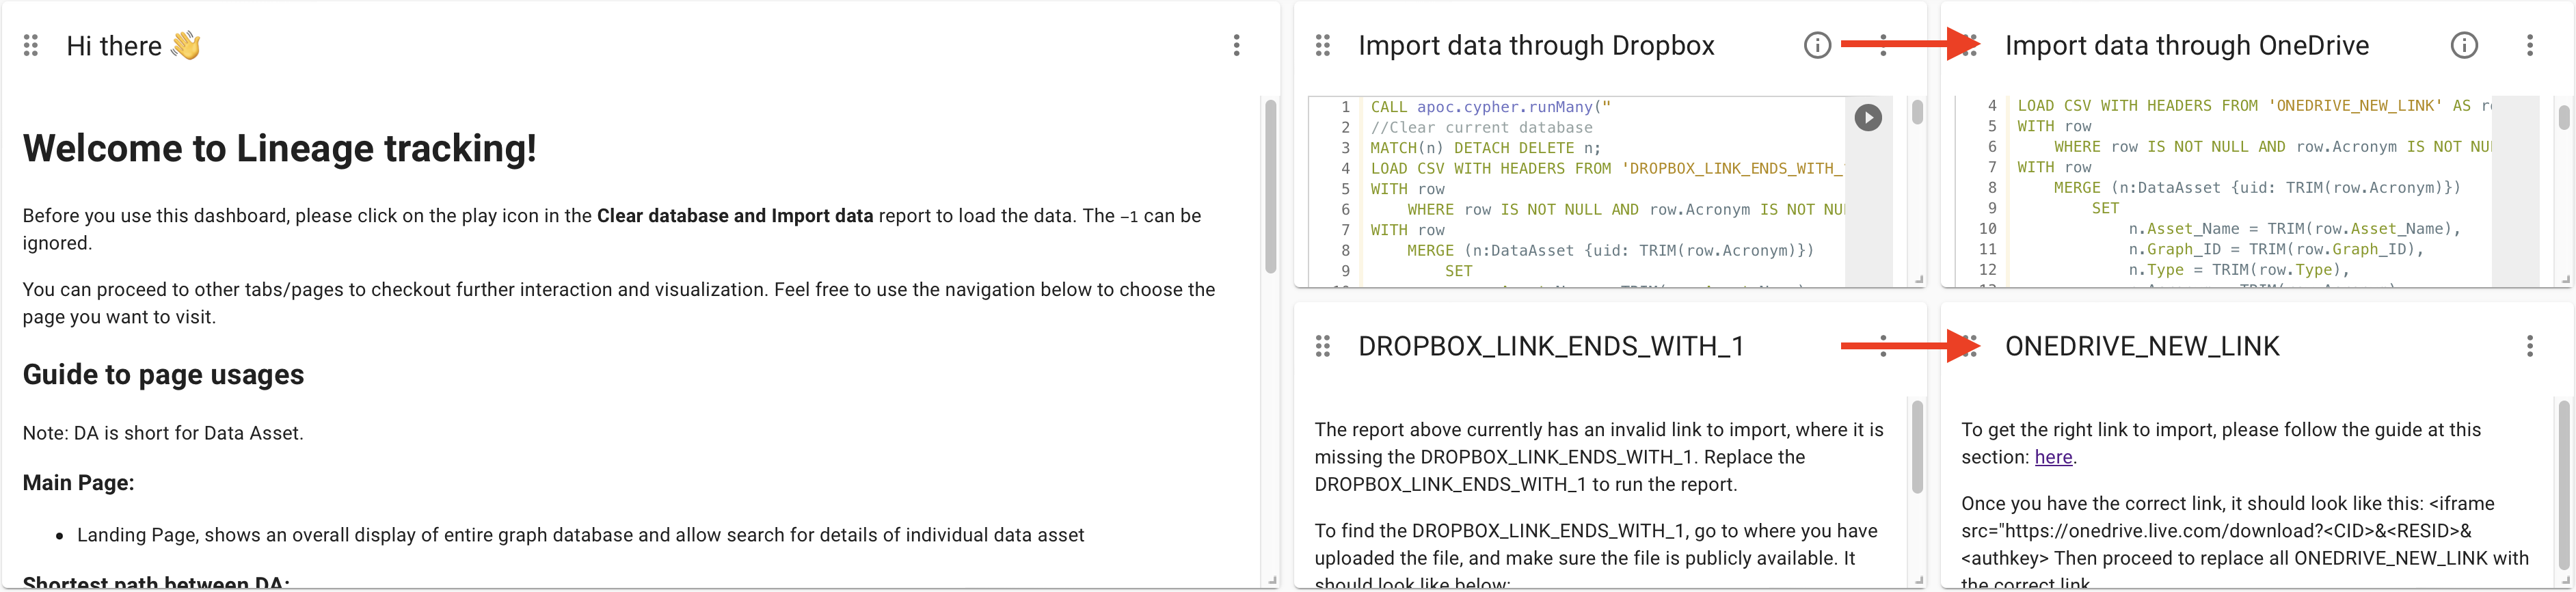 Hi there 👋
Welcome to Lineage tracking!
Before you use this dashboard, please click on the play icon in the Clear database and Import data report to load the data. The -1 can be
ignored.
You can proceed to other tabs/pages to checkout further interaction and visualization. Feel free to use the navigation below to choose the
page you want to visit.
Guide to page usages
Note: DA is short for Data Asset.
Main Page:
• Landing Page, shows an overall display of entire graph database and allow search for details of individual data asset
Shortest path between DA:
Import data through Dropbox
1 CALL apoc.cypher.runMany("
2 //Clear current database
3 MATCH(n) DETACH DELETE n;
4 LOAD CSV WITH HEADERS FROM 'DROPBOX_LINK_ENDS_WITH_
5 WITH row
6 WHERE row IS NOT NULL AND row.Acronym IS NOT NU
7 WITH row
8 MERGE (n:DataAsset {uid: TRIM(row.Acronym)})
9 SET
Import data through OneDrive
4 LOAD CSV WITH HEADERS FROM 'ONEDRIVE_NEW_LINK' AS r
5 WITH row
6 WHERE row IS NOT NULL AND row.Acronym IS NOT NU
7 WITH row
8 MERGE (n:DataAsset {uid: TRIM(row.Acronym)})
9 SET
10 n.Asset_Name = TRIM(row.Asset_Name),
11 n.Graph_ID = TRIM(row.Graph_ID),
12 n.Type = TRIM(row.Type),
DROPBOX_LINK_ENDS_WITH_1
The report above currently has an invalid link to import, where it is
missing the DROPBOX_LINK_ENDS_WITH_1. Replace the
DROPBOX_LINK_ENDS_WITH_1 to run the report.
To find the DROPBOX_LINK_ENDS_WITH_1, go to where you have
uploaded the file, and make sure the file is publicly available. It
should look like below:
ONEDRIVE_NEW_LINK
To get the right link to import, please follow the guide at this
section: here.
Once you have the correct link, it should look like this: <iframe
src="https://onedrive.live.com/download?<CID>&<RESID>&
<authkey> Then proceed to replace all ONEDRIVE_NEW_LINK with
the correct link